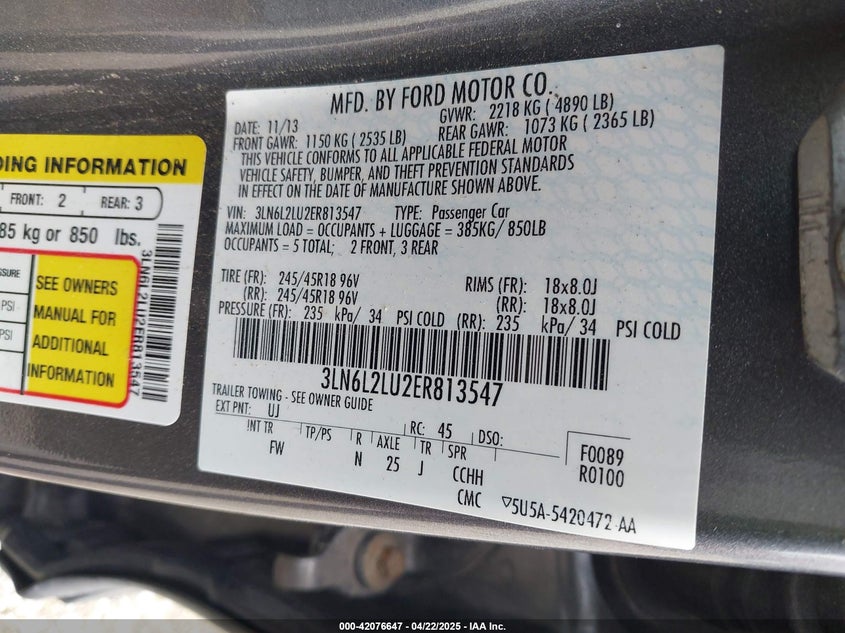 MFD. BY FORD MOTOR CO.
DATE: 11/13 GVWR: 2218 KG ( 4890 LB)
FRONT GAWR: 1150 KG ( 2535 LB) REAR GAWR: 1073 KG ( 2365 LB)
THIS VEHICLE CONFORMS TO ALL APPLICABLE FEDERAL MOTOR
VEHICLE SAFETY, BUMPER, AND THEFT PREVENTION STANDARDS
IN EFFECT ON THE DATE OF MANUFACTURE SHOWN ABOVE.
VIN: 3LN6L2LU2ER813547 TYPE: Passenger Car
MAXIMUM LOAD = OCCUPANTS + LUGGAGE = 385KG/ 850LB
OCCUPANTS = 5 TOTAL; 2 FRONT, 3 REAR
TIRE (FR): 245/45R18 96V RIMS (FR): 18x8.0J
(RR): 245/45R18 96V (RR): 18x8.0J
PRESSURE (FR): 235 kPa/ 34 PSI COLD (RR): 235 kPa/ 34 PSI COLD
3LN6L2LU2ER813547
TRAILER TOWING - SEE OWNER GUIDE
EXT PNT: UJ RC: 45 DSO:
INT TR TP/PS R AXLE TR SPR
FW N 25 J CCHH
CMC
F0089
R0100
▽5U5A-5420472-AA
DING INFORMATION
FRONT: 2 REAR: 3
85 kg or 850 lbs.
SSURE
PSI
PSI
SEE OWNERS
MANUAL FOR
ADDITIONAL
INFORMATION
3LN6L2LU2ER813547
000-42076647 - 04/22/2025 - IAA Inc.